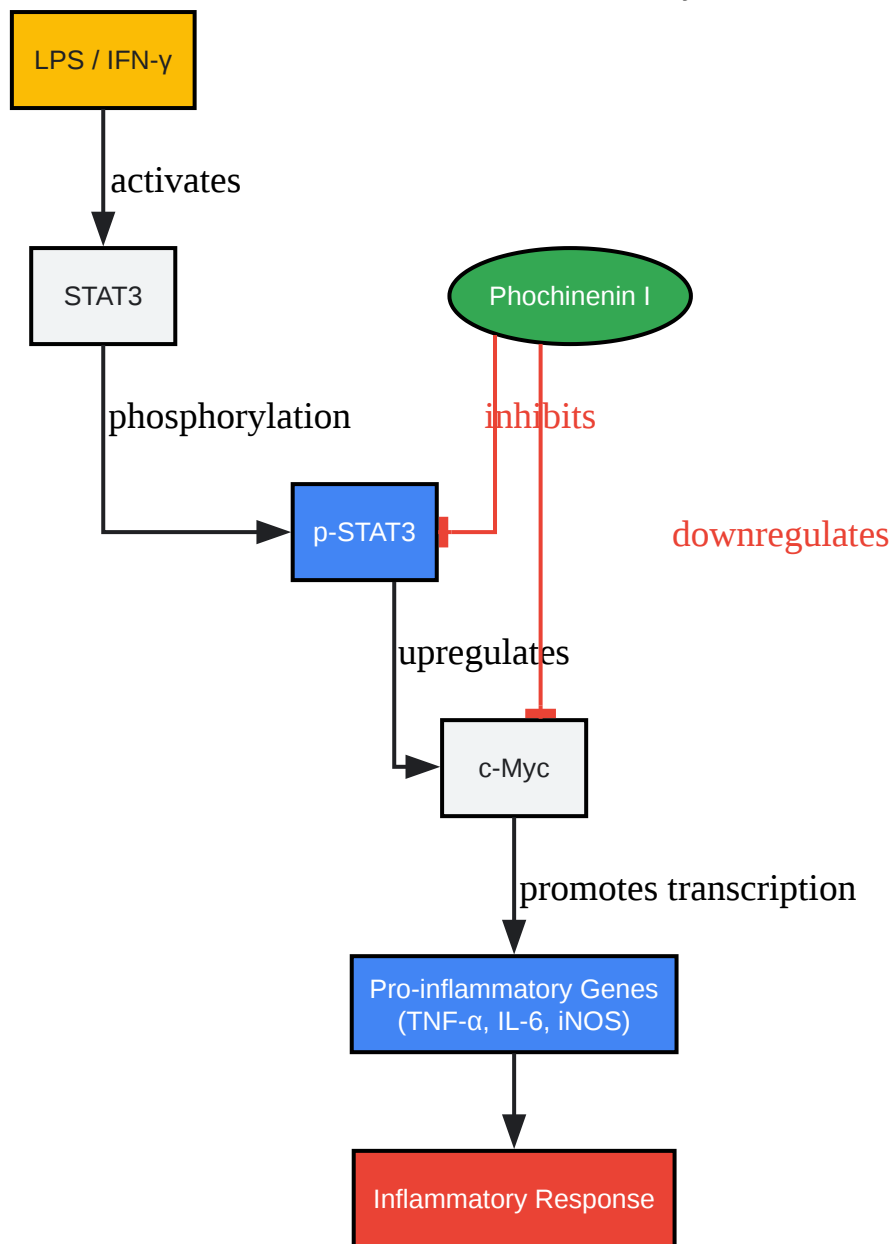 LPS / IFN-γ
activates
STAT3
Phochinenin I
phosphorylation
inhibits
p-STAT3
downregulates
upregulates
c-Myc
promotes transcription
Pro-inflammatory Genes
(TNF-α, IL-6, iNOS)
Inflammatory Response